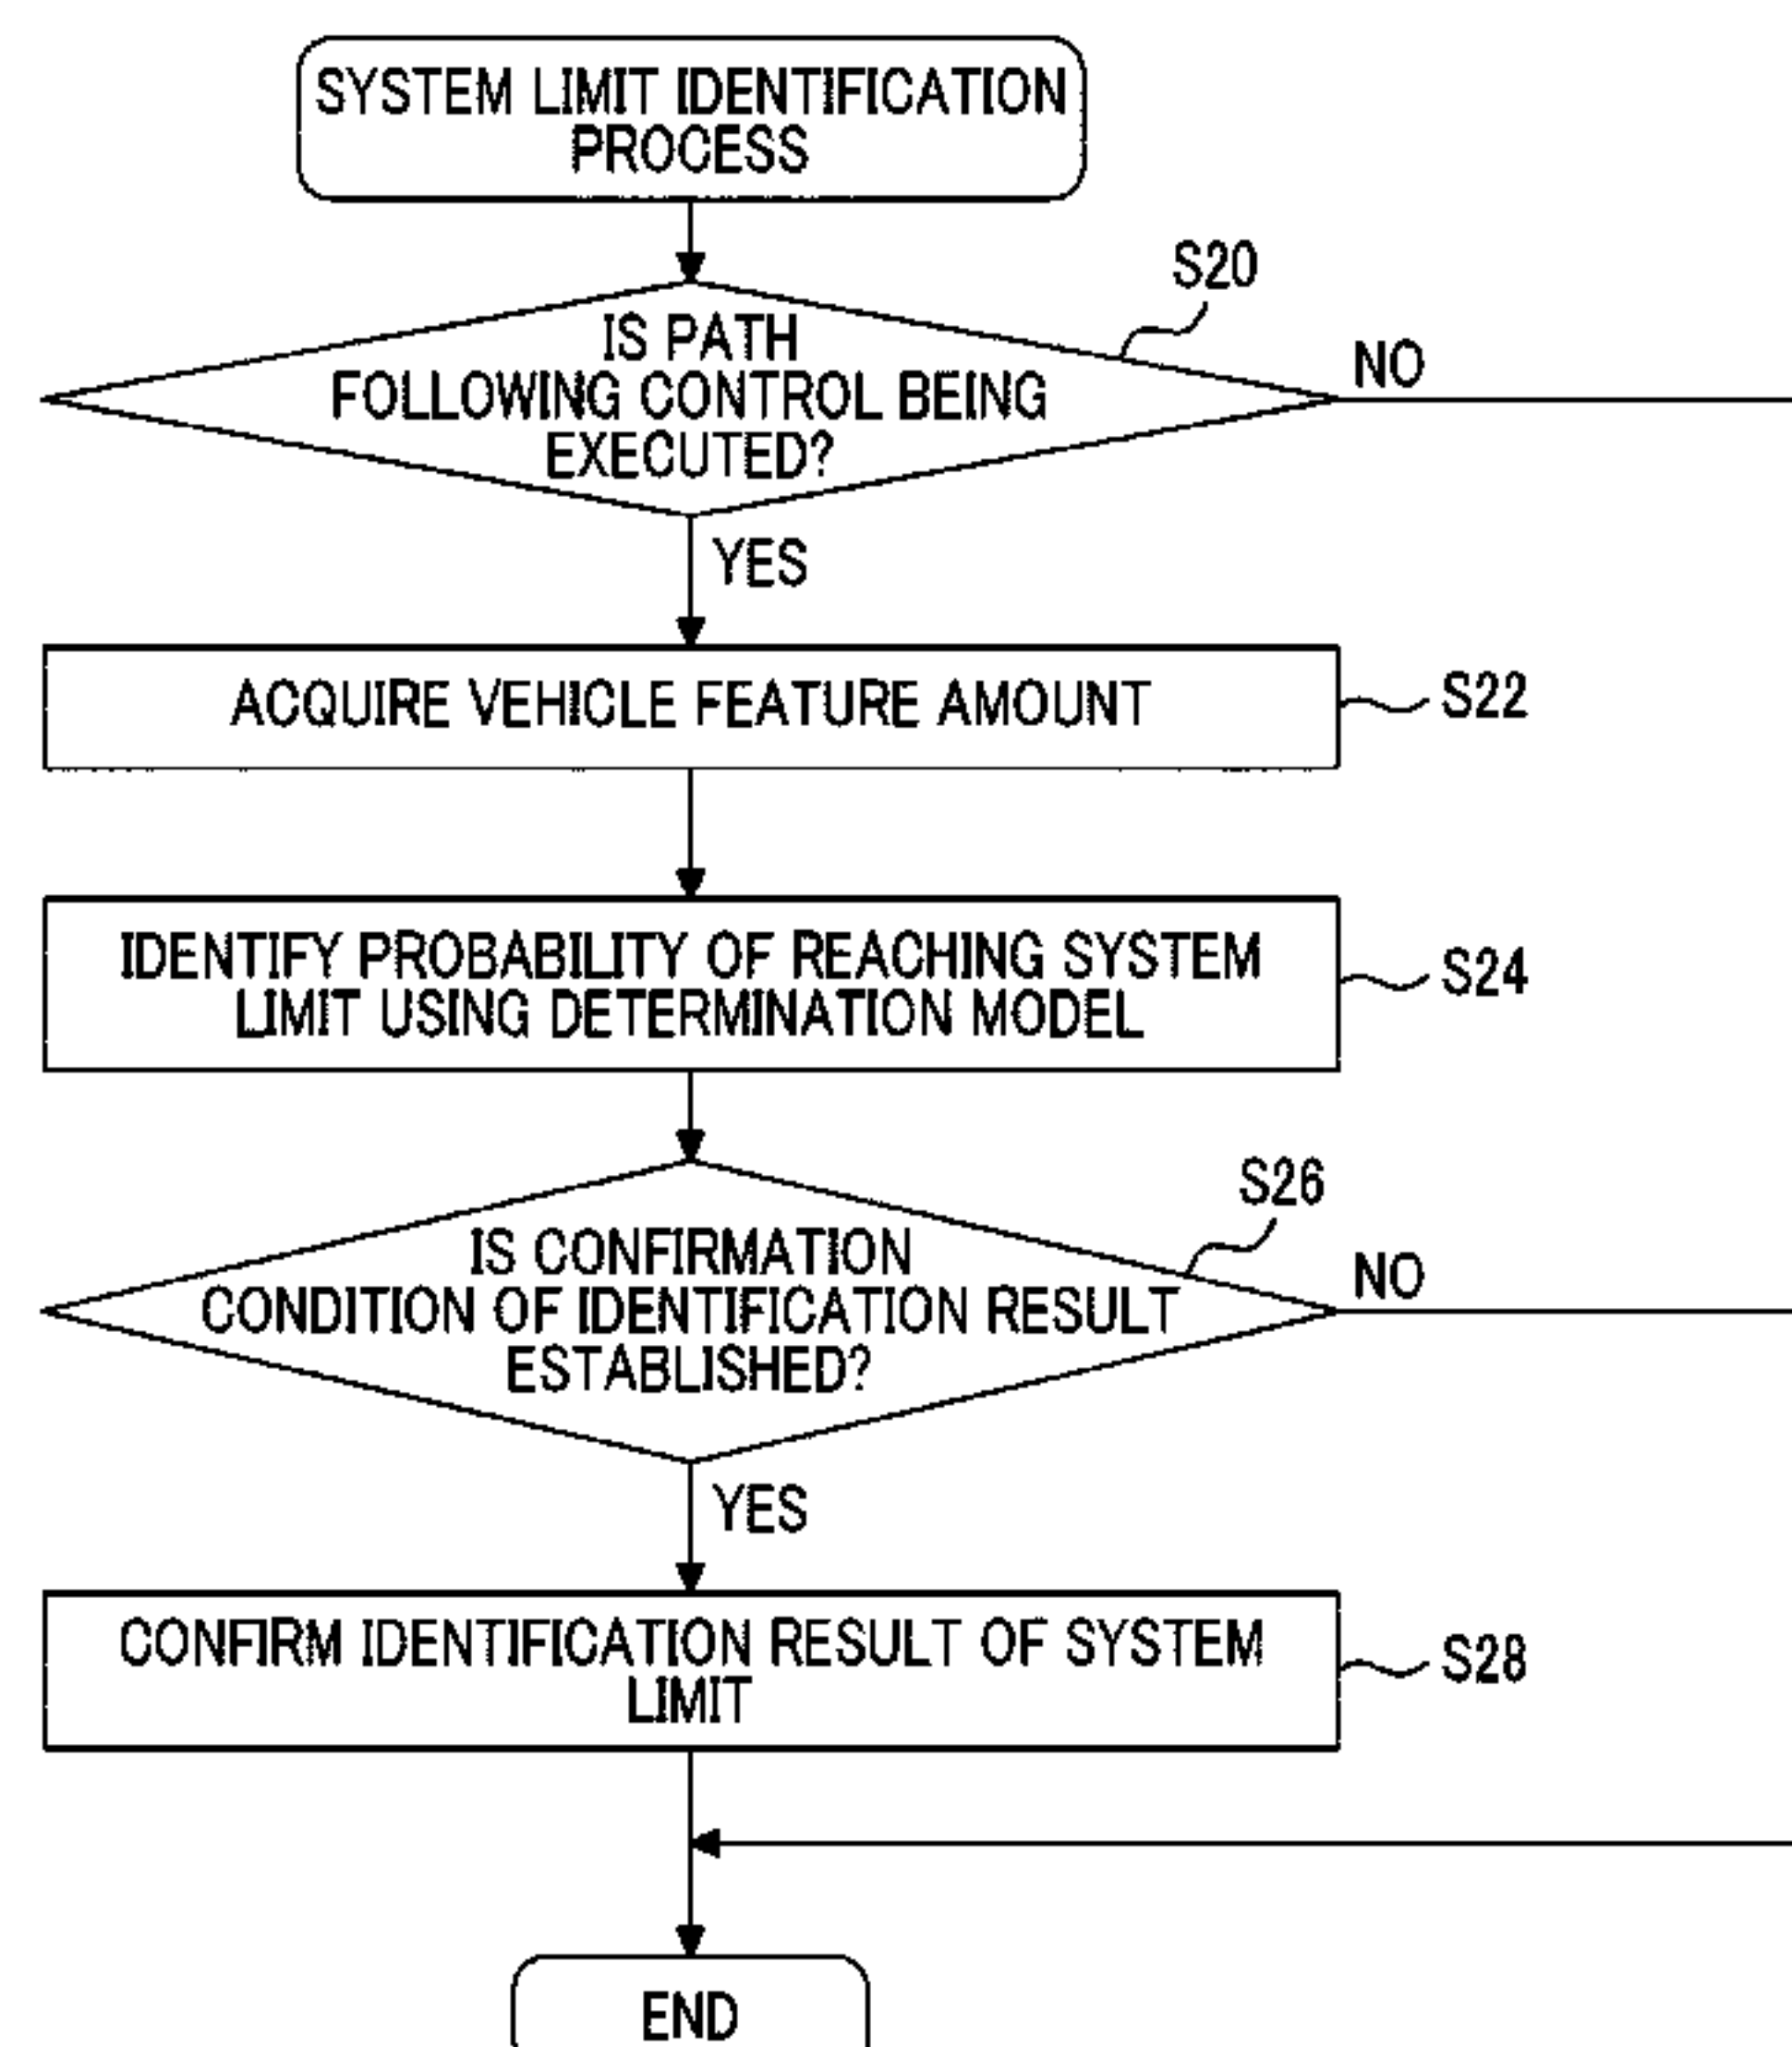 SYSTEM LIMIT IDENTIFICATION
PROCESS
S20
IS PATH
FOLLOWING CONTROL BEING
EXECUTED?
NO
YES
ACQUIRE VEHICLE FEATURE AMOUNT
S22
IDENTIFY PROBABILITY OF REACHING SYSTEM
LIMIT USING DETERMINATION MODEL
S24
S26
IS CONFIRMATION
CONDITION OF IDENTIFICATION RESULT
ESTABLISHED?
NO
YES
CONFIRM IDENTIFICATION RESULT OF SYSTEM
LIMIT
S28
END